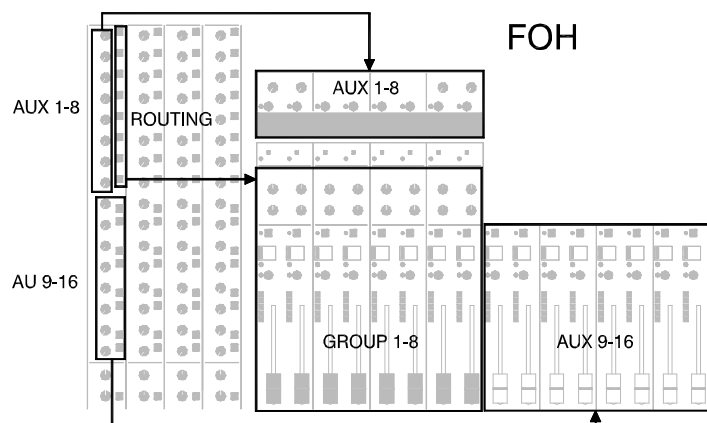 FOH
AUX 1-8
AUX 1-8
ROUTING
AU 9-16
GROUP 1-8
AUX 9-16